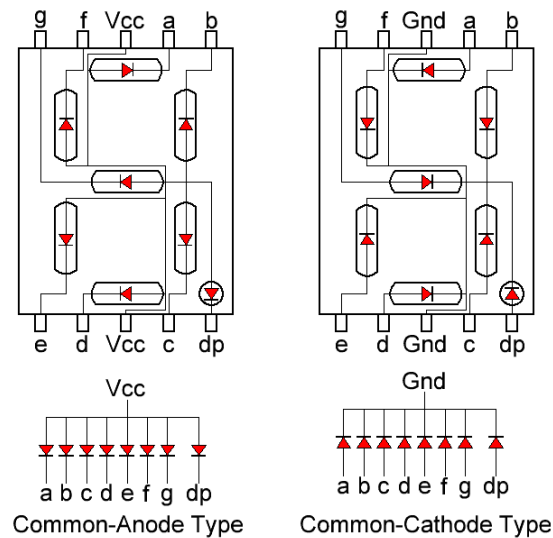 g f Vcc a b g f Gnd a b
e d Vcc c dp e d Gnd c dp
Vcc Gnd
a b c d e f g dp a b c d e f g dp
Common-Anode Type Common-Cathode Type